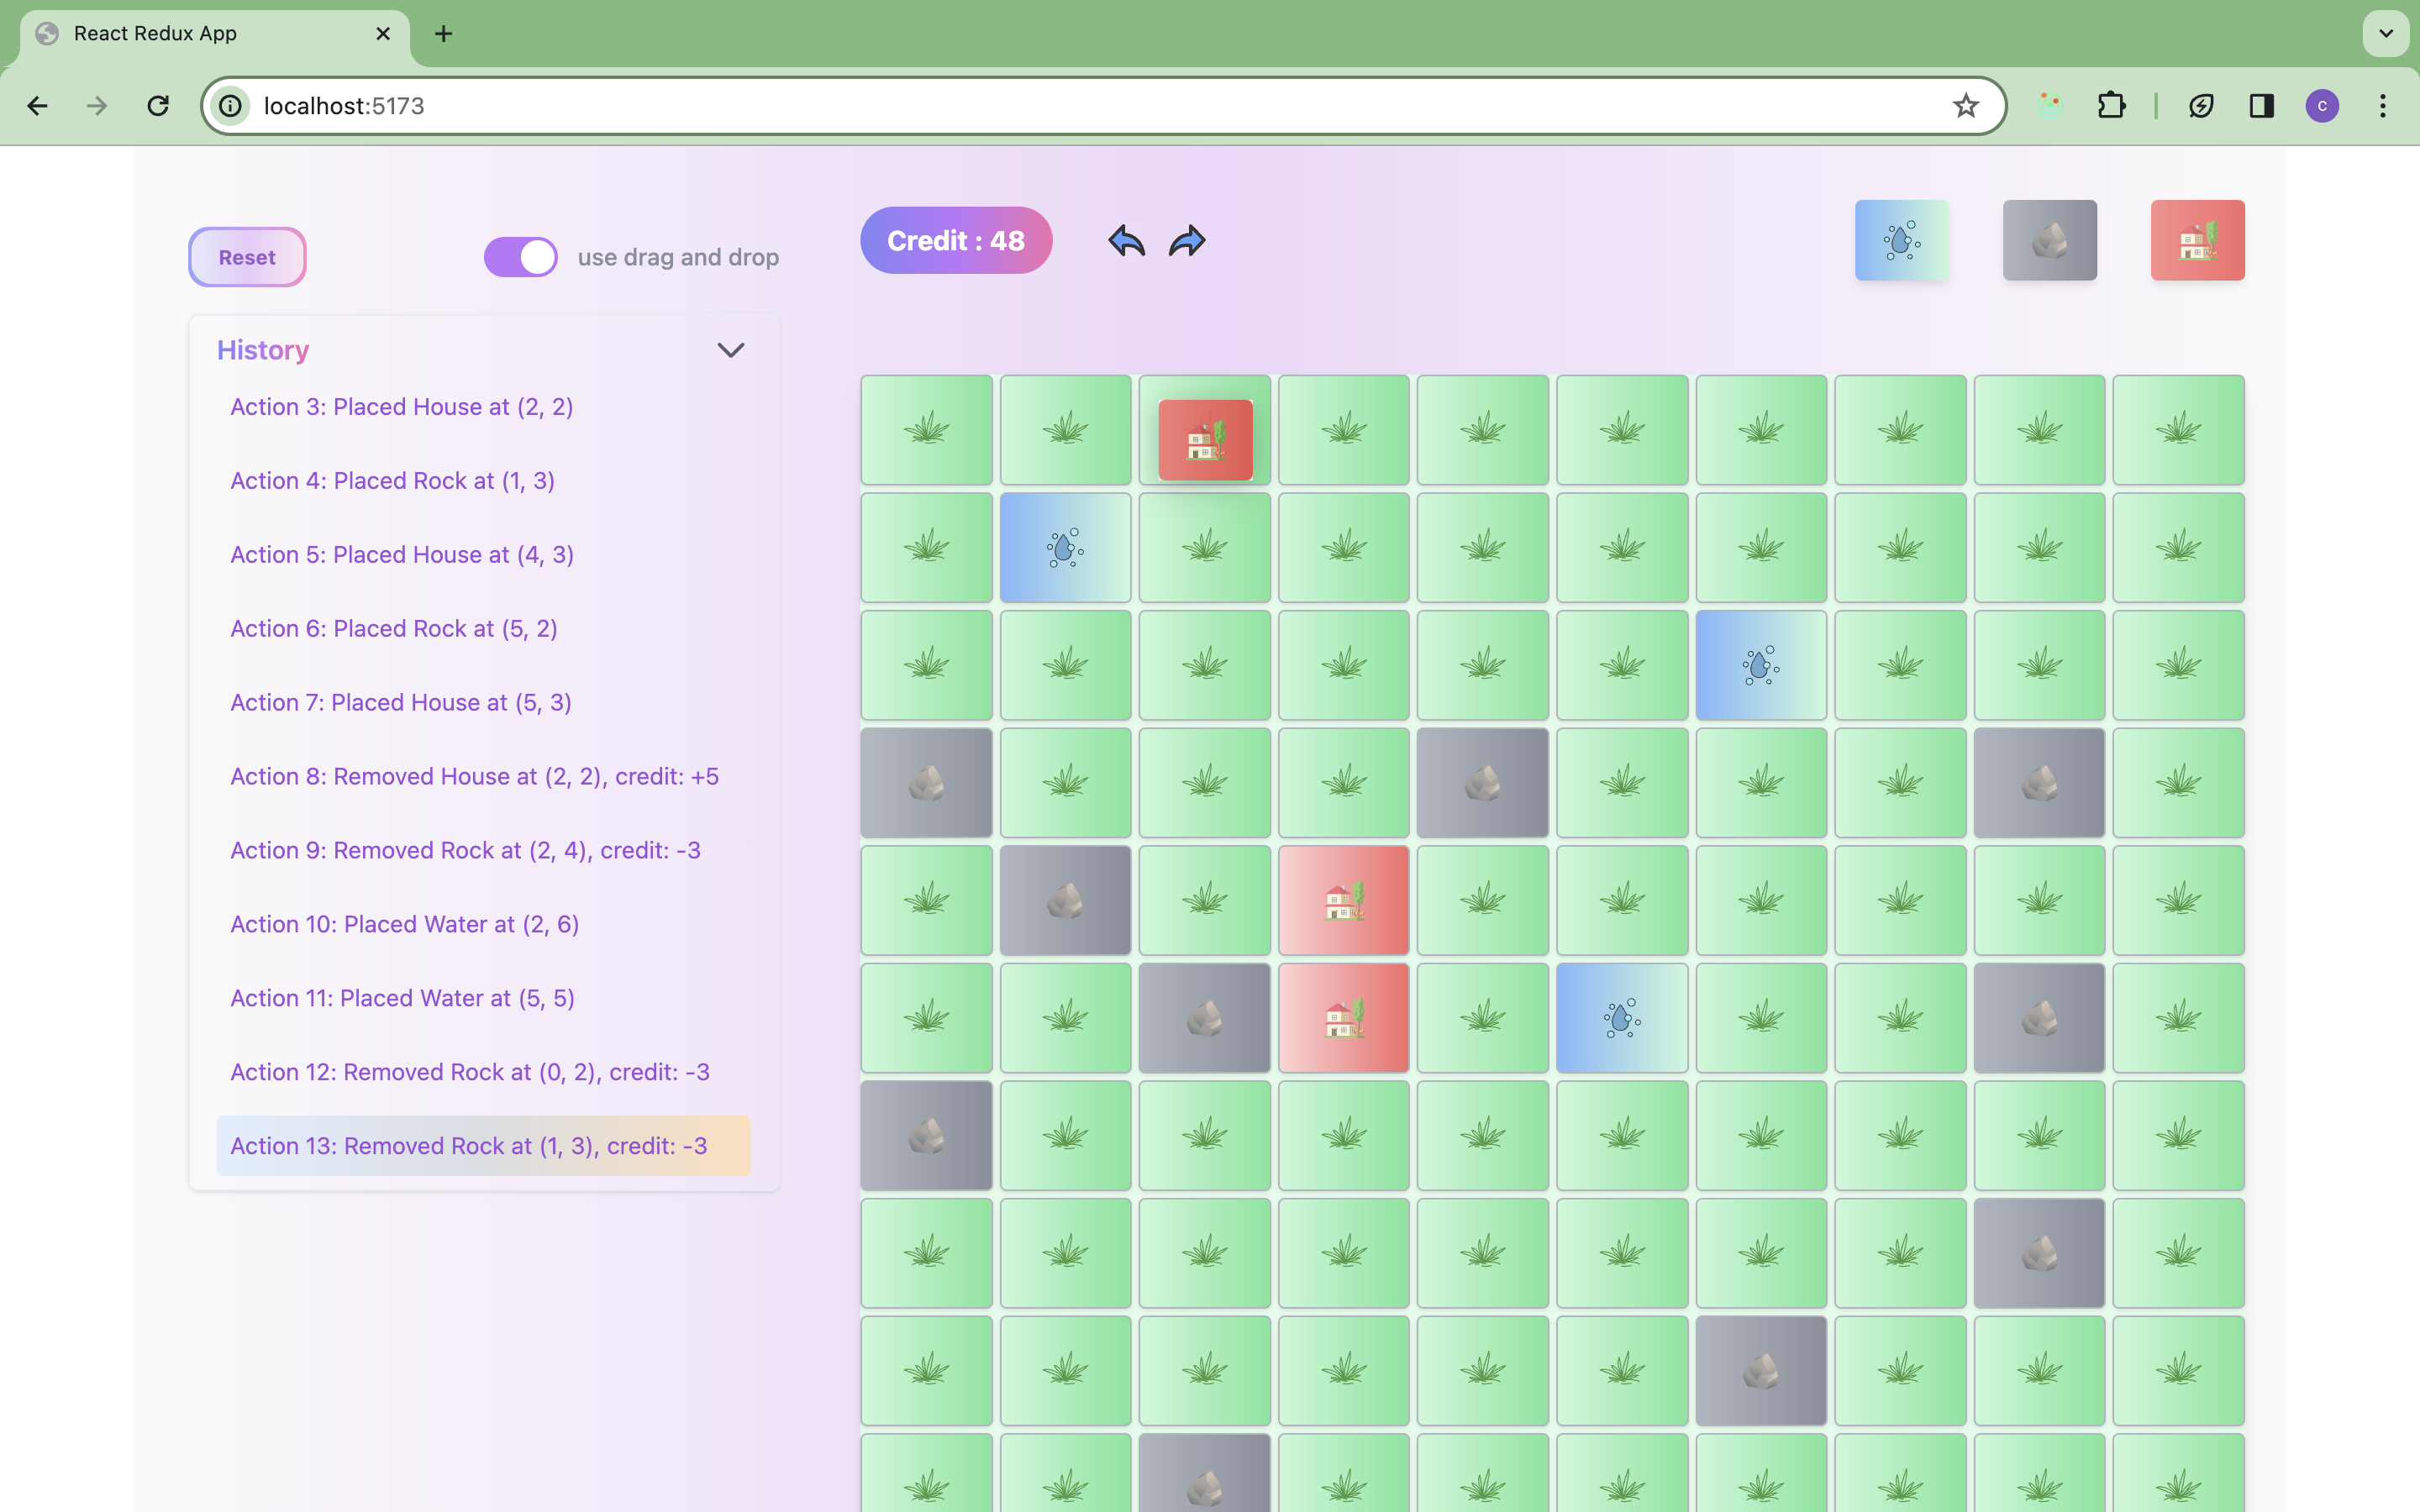 React Redux App
localhost:5173
C
Reset
use drag and drop
Credit : 48
History
Action 3: Placed House at (2, 2)
Action 4: Placed Rock at (1, 3)
Action 5: Placed House at (4, 3)
Action 6: Placed Rock at (5, 2)
Action 7: Placed House at (5, 3)
Action 8: Removed House at (2, 2), credit: +5
Action 9: Removed Rock at (2, 4), credit: -3
Action 10: Placed Water at (2, 6)
Action 11: Placed Water at (5, 5)
Action 12: Removed Rock at (0, 2), credit: -3
Action 13: Removed Rock at (1, 3), credit: -3